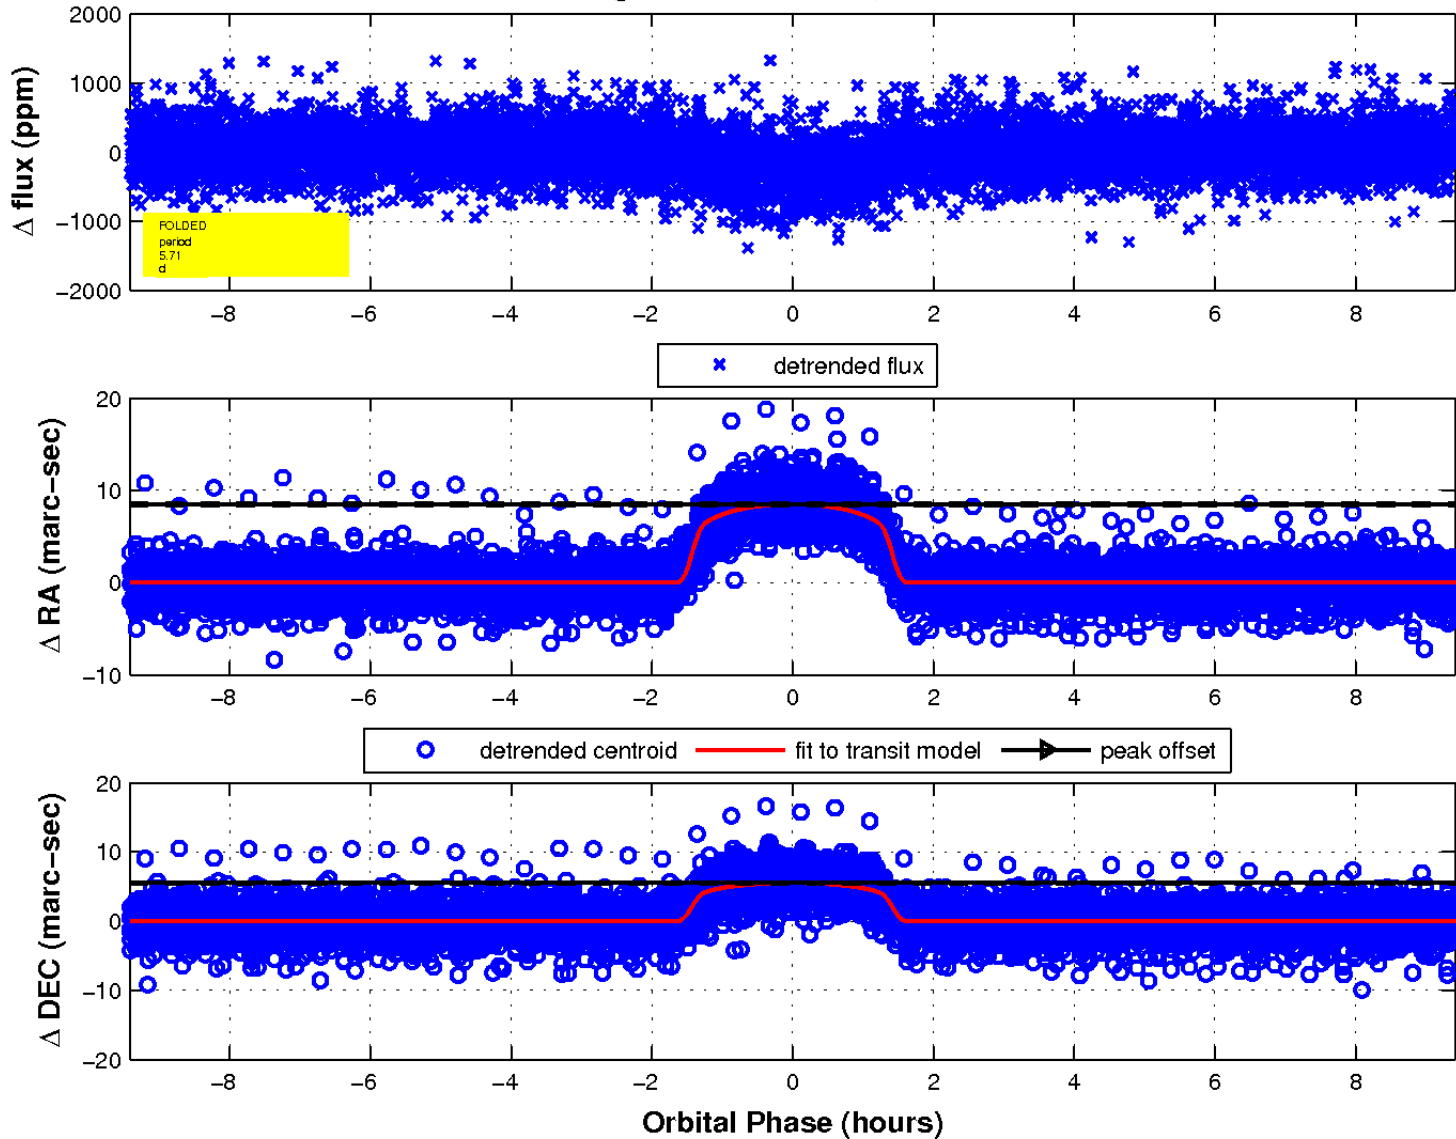 2000
1000
0
−1000
−2000
Δ flux (ppm)
FOLDED
period
5.71
d
−8 −6 −4 −2 0 2 4 6 8
detrended flux
20
10
0
−10
Δ RA (marc−sec)
−8 −6 −4 −2 0 2 4 6 8
detrended centroid fit to transit model peak offset
20
10
0
−10
−20
Δ DEC (marc−sec)
−8 −6 −4 −2 0 2 4 6 8
Orbital Phase (hours)